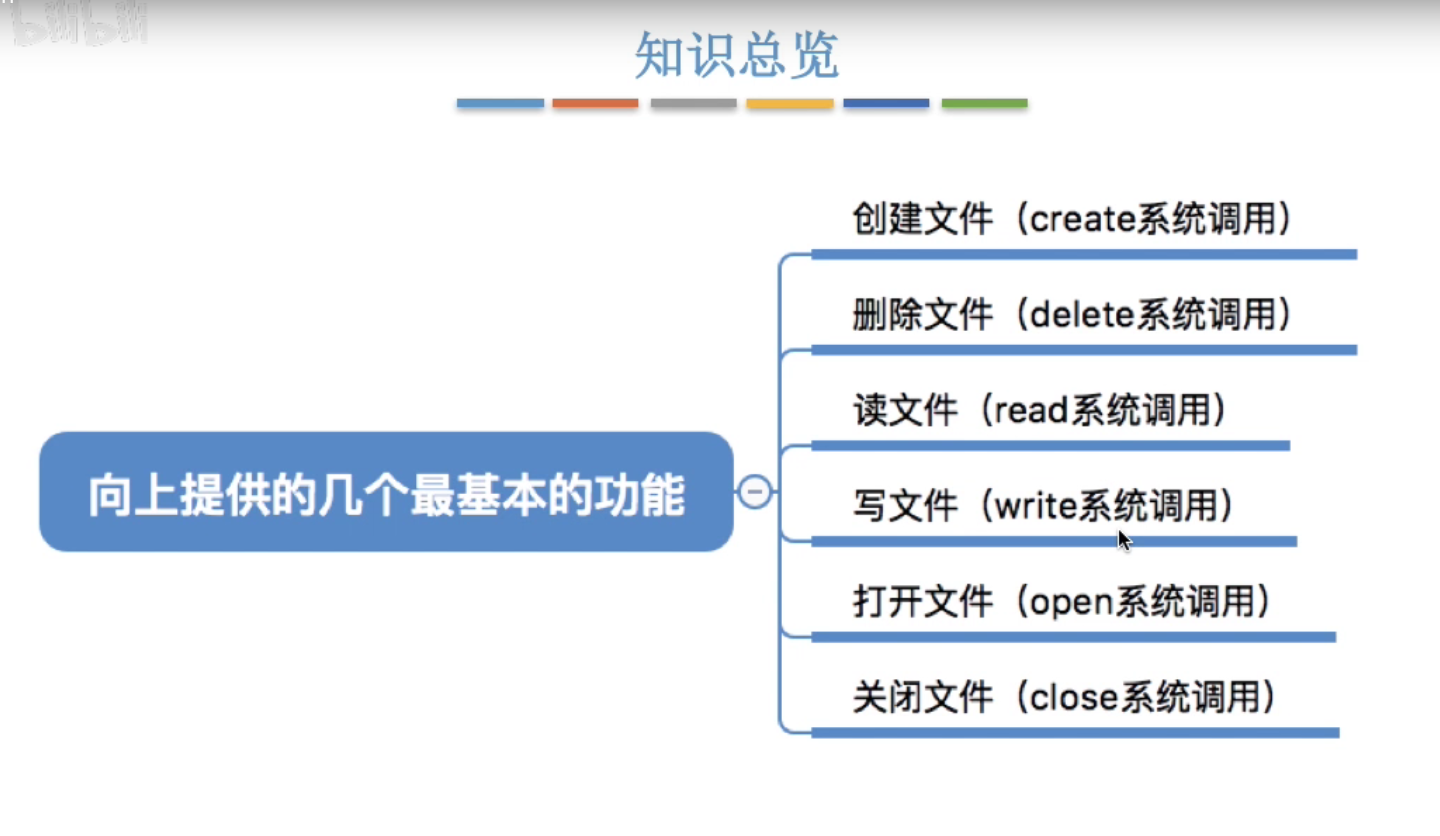 bilibili
知识总览
创建文件（create系统调用）
删除文件（delete系统调用）
读文件（read系统调用）
向上提供的几个最基本的功能
写文件（write系统调用）
打开文件（open系统调用）
关闭文件（close系统调用）